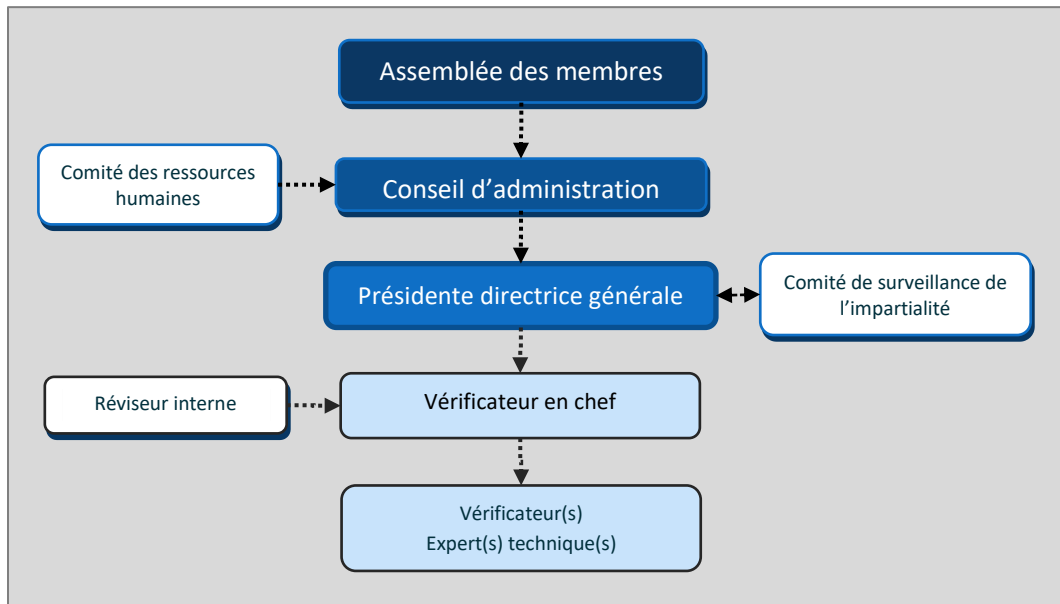 Assemblée des membres
Comité des ressources
humaines
Conseil d’administration
Présidente directrice générale
Comité de surveillance de
l’impartialité
Réviseur interne
Vérificateur en chef
Vérificateur(s)
Expert(s) technique(s)